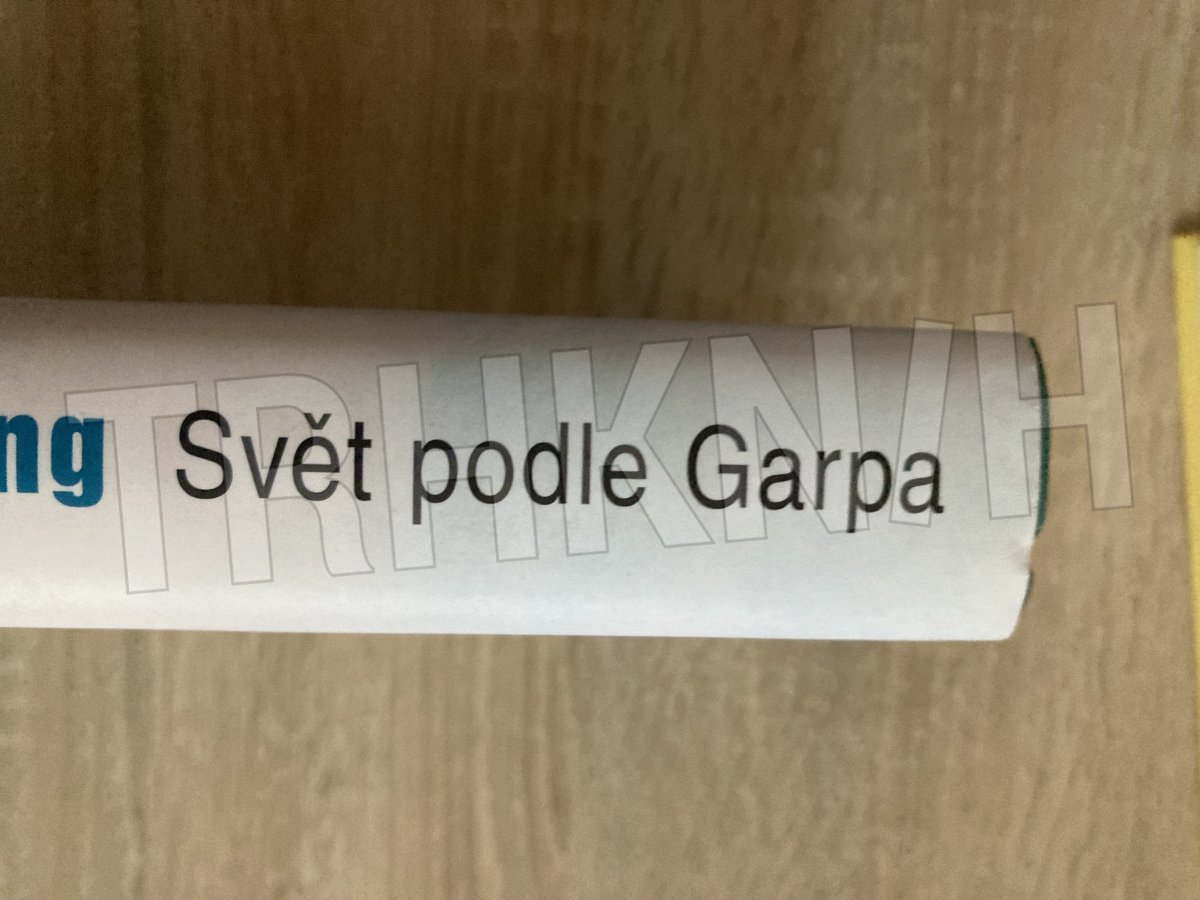 ng Svět podle Garpa
TRHKNIH